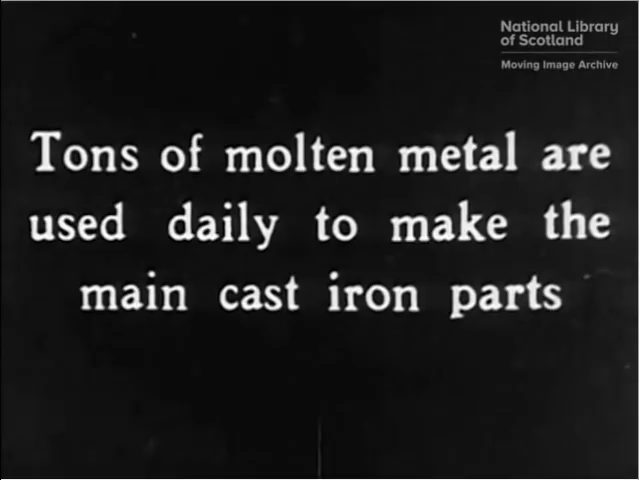 National Library
of Scotland
Moving Image Archive
Tons of molten metal are
used daily to make the
main cast iron parts